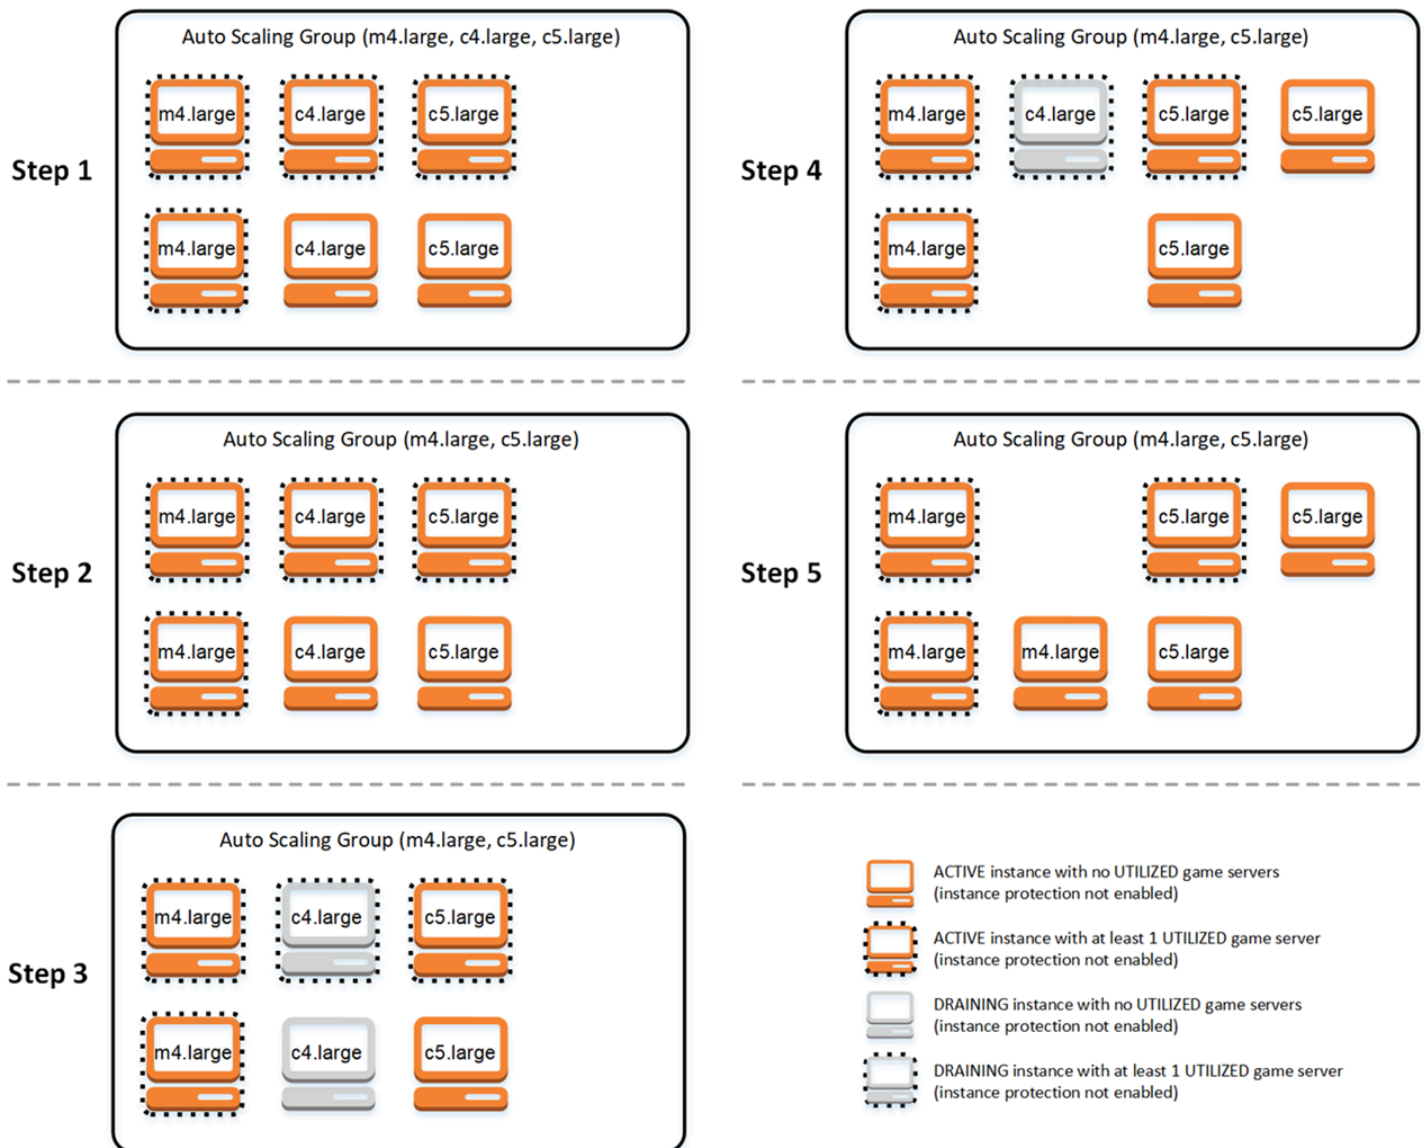 Step 1
Auto Scaling Group (m4.large, c4.large, c5.large)
m4.large c4.large c5.large
m4.large c4.large c5.large
Step 2
Auto Scaling Group (m4.large, c5.large)
m4.large c4.large c5.large
m4.large c4.large c5.large
Step 3
Auto Scaling Group (m4.large, c5.large)
m4.large c4.large c5.large
m4.large c4.large c5.large
Step 4
Auto Scaling Group (m4.large, c5.large)
m4.large c4.large c5.large c5.large
m4.large c5.large
Step 5
Auto Scaling Group (m4.large, c5.large)
m4.large c5.large c5.large
m4.large m4.large c5.large
ACTIVE instance with no UTILIZED game servers
(instance protection not enabled)
ACTIVE instance with at least 1 UTILIZED game server
(instance protection not enabled)
DRAINING instance with no UTILIZED game servers
(instance protection not enabled)
DRAINING instance with at least 1 UTILIZED game server
(instance protection not enabled)